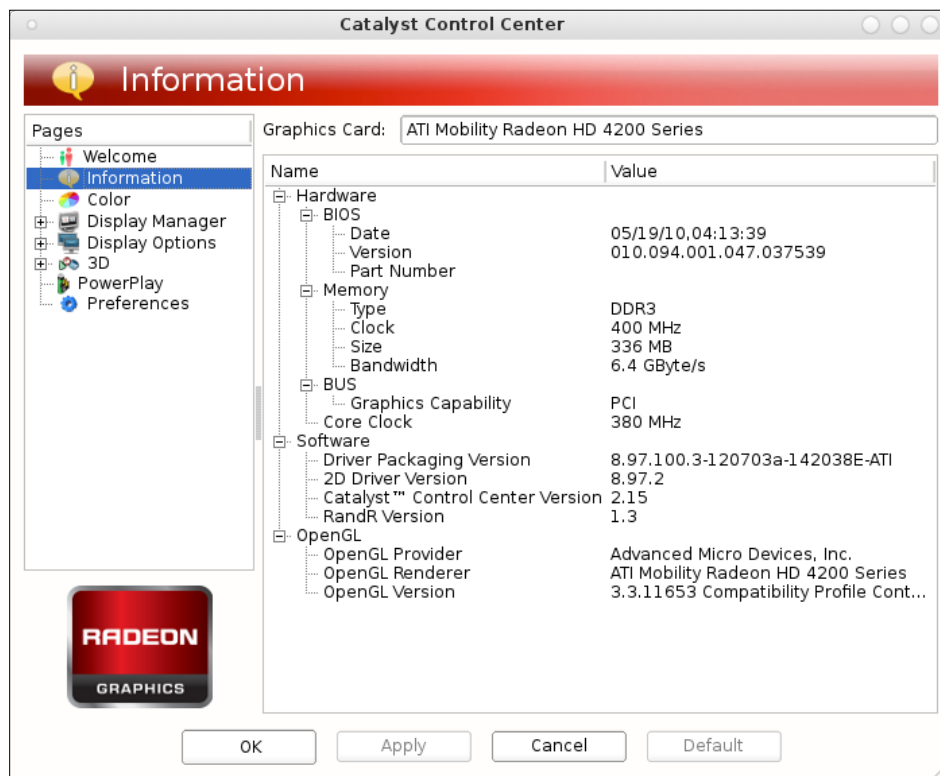 Catalyst Control Center
Information
Pages
Welcome
Information
Color
Display Manager
Display Options
3D
PowerPlay
Preferences
RADEON
GRAPHICS
Graphics Card: ATI Mobility Radeon HD 4200 Series
Name Value
Hardware
BIOS
Date 05/19/10,04:13:39
Version 010.094.001.047.037539
Part Number
Memory
Type DDR3
Clock 400 MHz
Size 336 MB
Bandwidth 6.4 GByte/s
BUS
Graphics Capability PCI
Core Clock 380 MHz
Software
Driver Packaging Version 8.97.100.3-120703a-142038E-ATI
2D Driver Version 8.97.2
Catalyst™ Control Center Version 2.15
RandR Version 1.3
OpenGL
OpenGL Provider Advanced Micro Devices, Inc.
OpenGL Renderer ATI Mobility Radeon HD 4200 Series
OpenGL Version 3.3.11653 Compatibility Profile Cont...
OK Apply Cancel Default